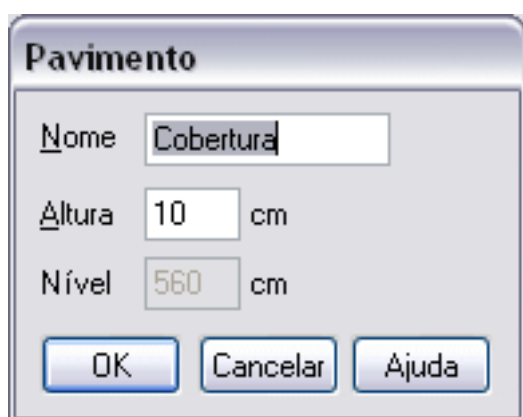 Pavimento
Nome Cobertura
Altura 10 cm
Nível 560 cm
OK Cancelar Ajuda